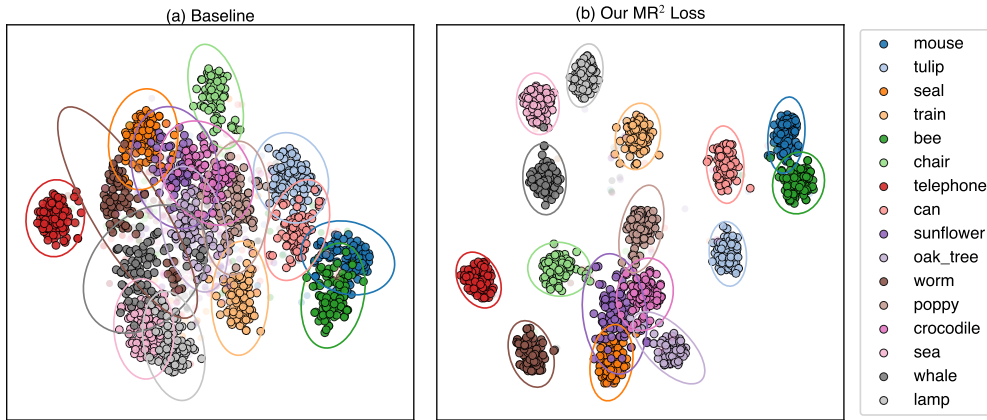 (a) Baseline
(b) Our MR² Loss
mouse
tulip
seal
train
bee
chair
telephone
can
sunflower
oak_tree
worm
poppy
crocodile
sea
whale
lamp